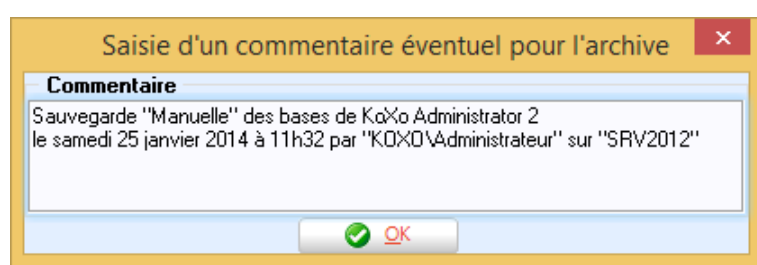 Saisie d'un commentaire éventuel pour l'archive
Commentaire
Sauvegarde "Manuelle" des bases de KoXo Administrator 2
le samedi 25 janvier 2014 à 11h32 par "KOXO\Administrateur" sur "SRV2012"
OK